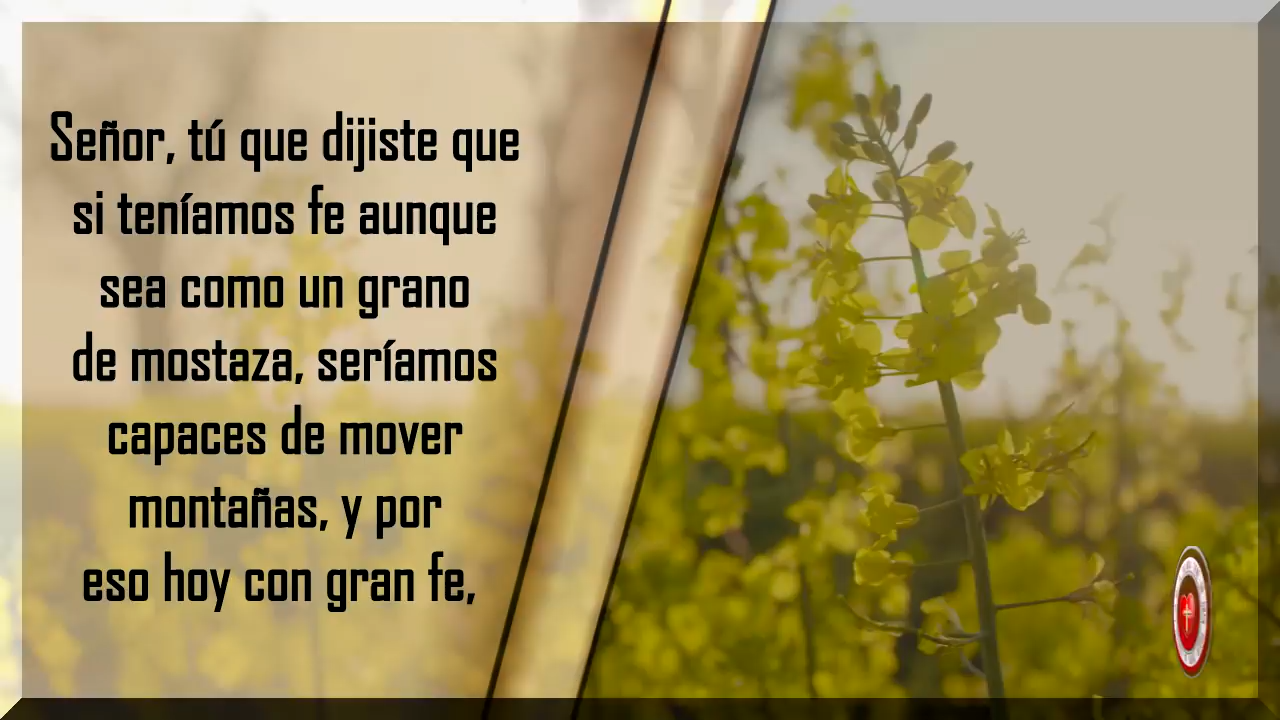 Señor, tú que dijiste que
si teníamos fe aunque
sea como un grano
de mostaza, seríamos
capaces de mover
montañas, y por
eso hoy con gran fe,